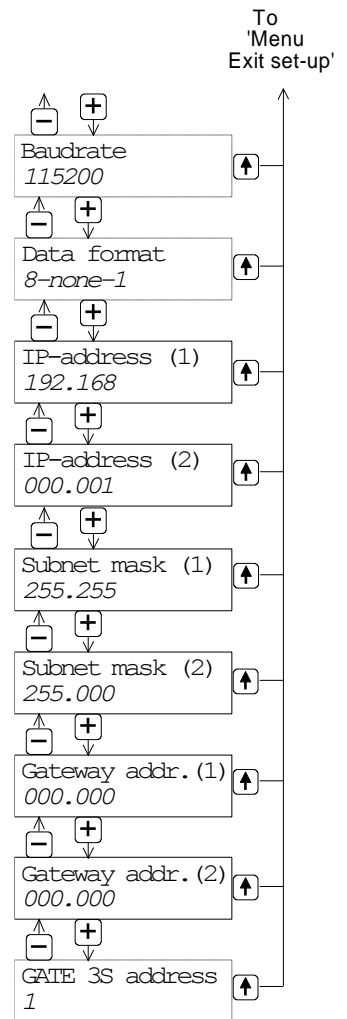 To
'Menu
Exit set-up'
Baudrate
115200
Data format
8-none-1
IP-address (1)
192.168
IP-address (2)
000.001
Subnet mask (1)
255.255
Subnet mask (2)
255.000
Gateway addr.(1)
000.000
Gateway addr.(2)
000.000
GATE 3S address
1